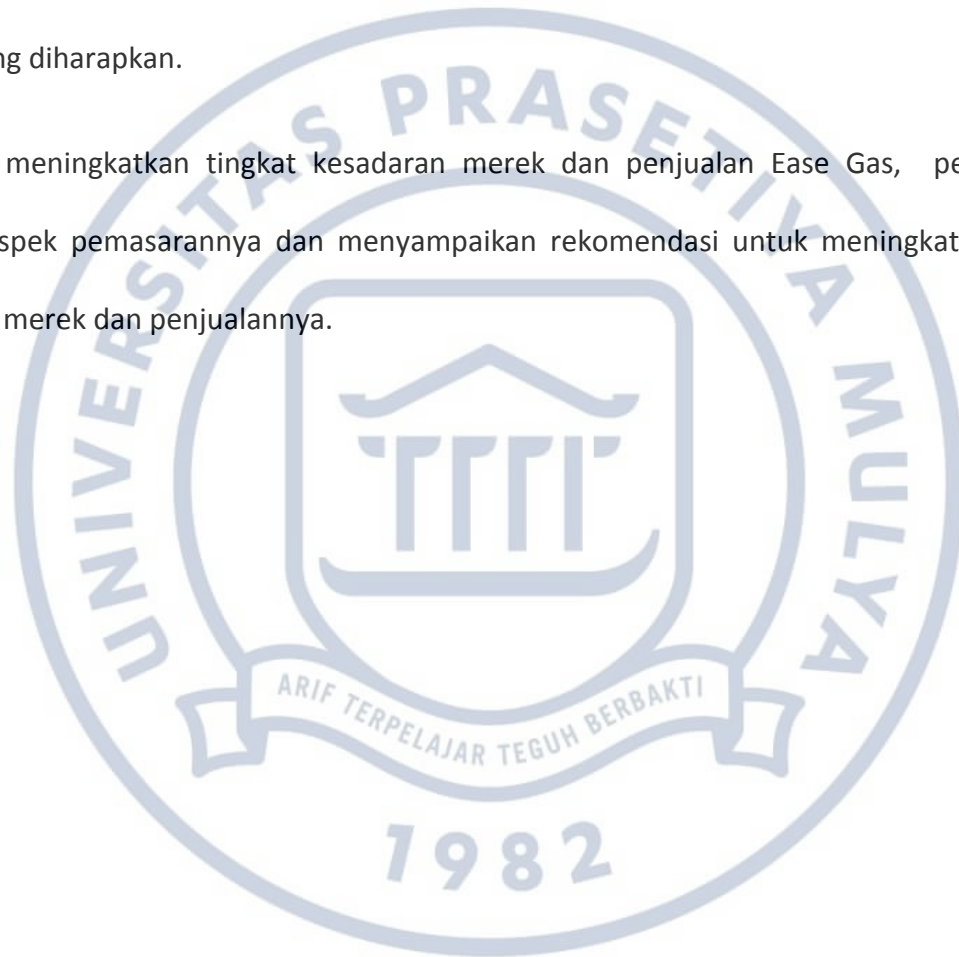 ng diharapkan.
meningkatkan tingkat kesadaran merek dan penjualan Ease Gas, pe
spek pemasarannya dan menyampaikan rekomendasi untuk meningkat
merek dan penjualannya.
UNIVERSITAS PRASETIYA MULYA
ARIF TERPELAJAR TEGUH BERBAKTI
1982